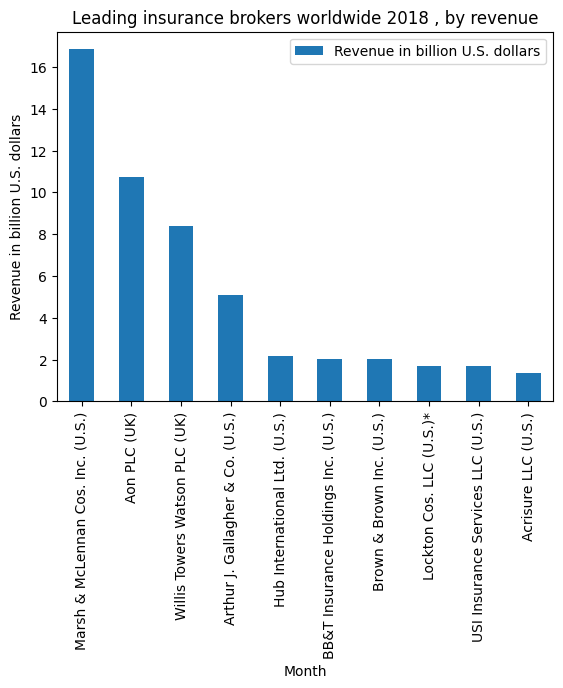 Leading insurance brokers worldwide 2018 , by revenue
Revenue in billion U.S. dollars
Revenue in billion U.S. dollars
16
14
12
10
8
6
4
2
0
Marsh & McLennan Cos. Inc. (U.S.)
Aon PLC (UK)
Willis Towers Watson PLC (UK)
Arthur J. Gallagher & Co. (U.S.)
Hub International Ltd. (U.S.)
BB&T Insurance Holdings Inc. (U.S.)
Brown & Brown Inc. (U.S.)
Lockton Cos. LLC (U.S.)*
USI Insurance Services LLC (U.S.)
Acrisure LLC (U.S.)
Month